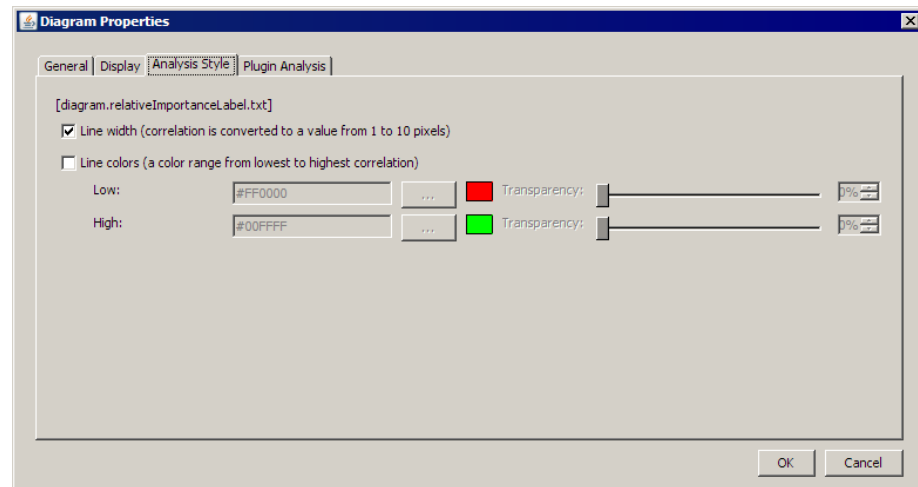 Diagram Properties
General Display Analysis Style Plugin Analysis
[diagram.relativeImportanceLabel.txt]
Line width (correlation is converted to a value from 1 to 10 pixels)
Line colors (a color range from lowest to highest correlation)
Low: #FF0000 ... Transparency: 0%
High: #00FFFF ... Transparency: 0%
OK Cancel